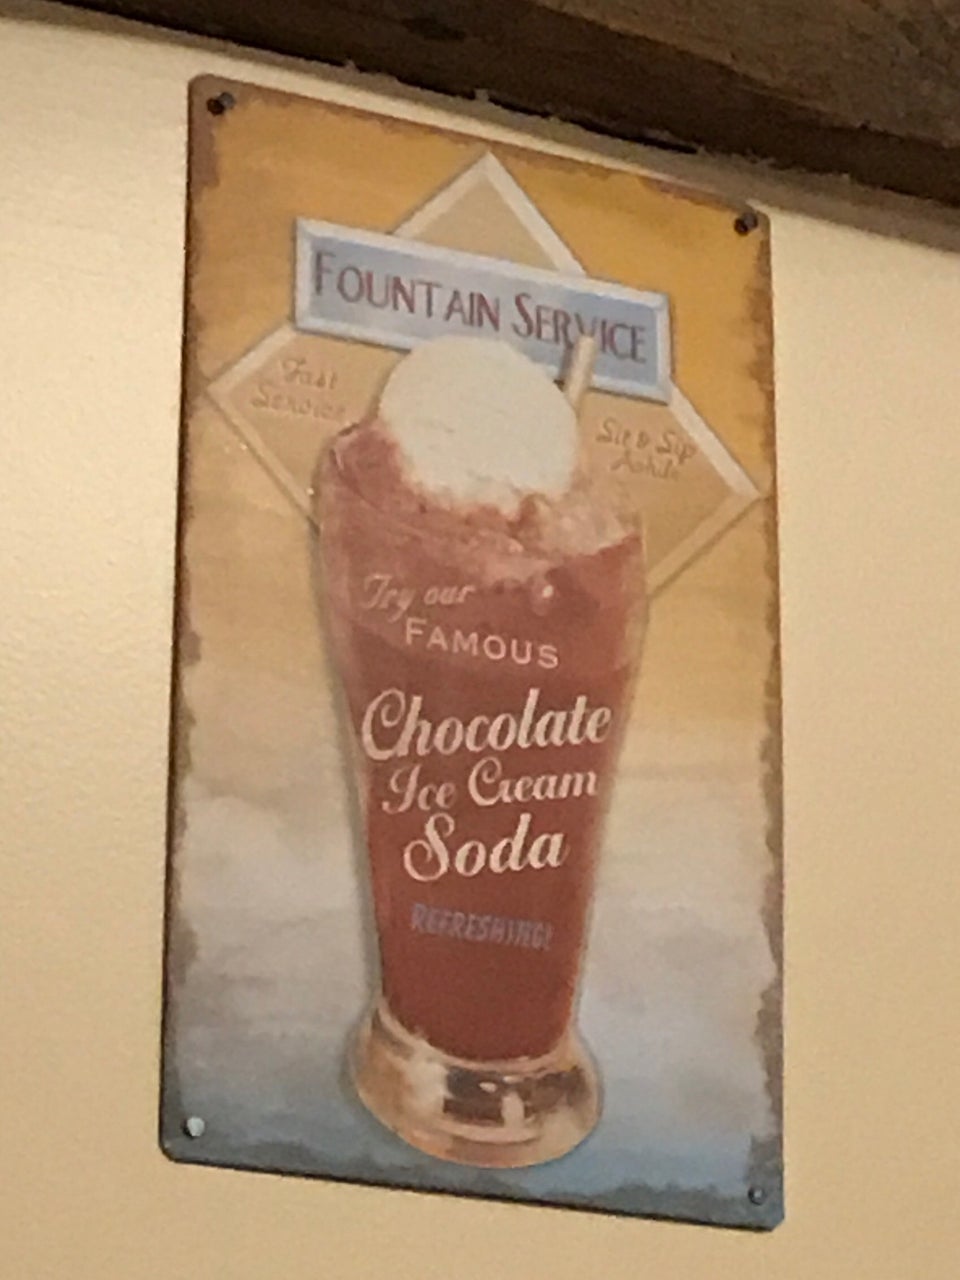 FOUNTAIN SERVICE
Fast
Service
Sit & Sip
Awhile
Try our
FAMOUS
Chocolate
Ice Cream
Soda
REFRESHING!